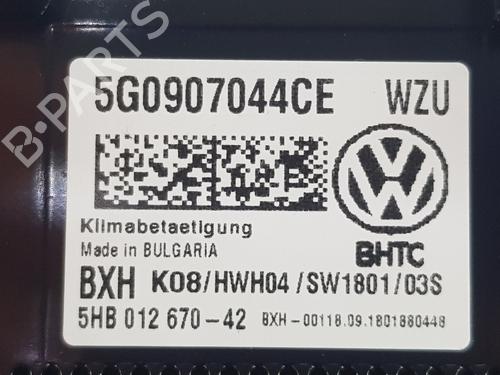 B-PARTS
5G0907044CE WZU
Klimabetaetigung
Made in BULGARIA
BHTC
BXH K08/HWH04/SW1801/03S
5HB 012 670-42 BXH-00118.09.1801880448